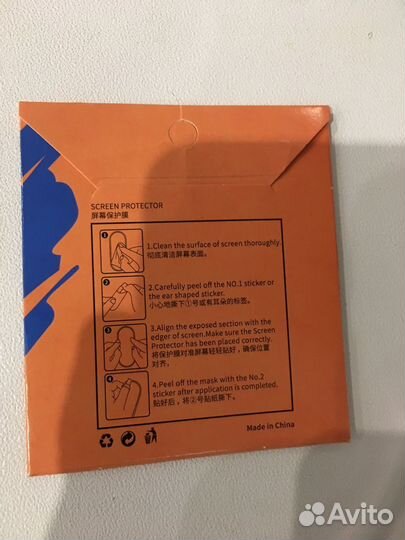 SCREEN PROTECTOR
屏幕保护膜
1
1.Clean the surface of screen thoroughly.
彻底清洁屏幕表面。
2
2.Carefully peel off the NO.1 sticker or
the ear shaped sticker.
小心地撕下①号或有耳朵的标签。
3
3.Align the exposed section with the
edger of screen.Make sure the Screen
Protector has been placed correctly.
将保护膜对准屏幕轻轻贴好，确保位置
对齐。
4
4.Peel off the mask with the No.2
sticker after application is completed.
贴好后，将②号贴纸撕下。
Made in China
Avito